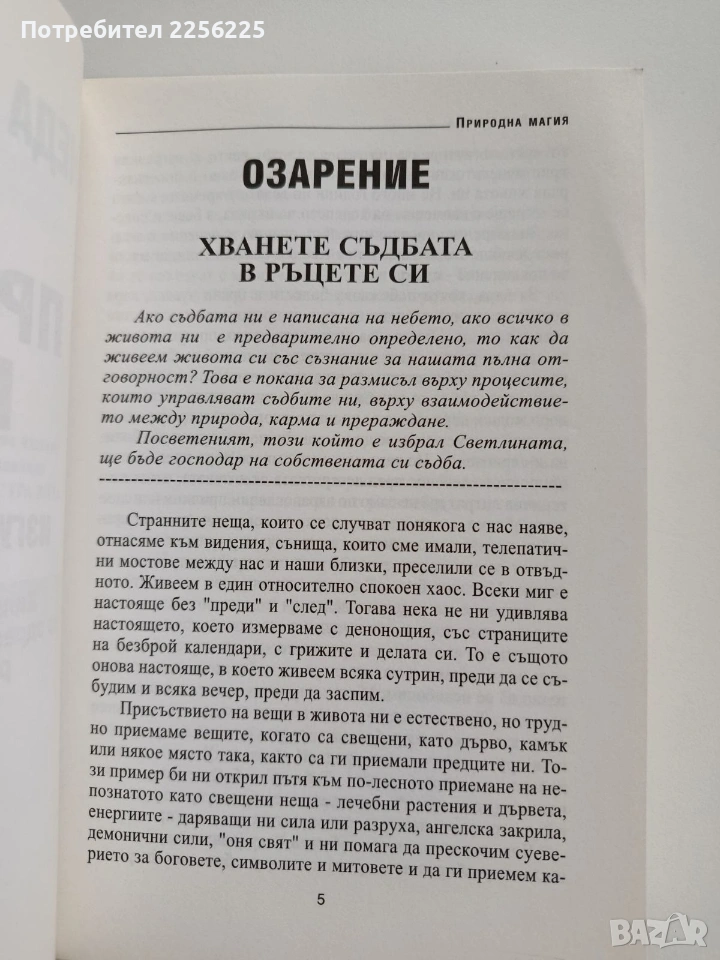 Потребител 2256225
ПРИРОДНА МАГИЯ
ОЗАРЕНИЕ
ХВАНЕТЕ СЪДБАТА
В РЪЦЕТЕ СИ
Ако съдбата ни е написана на небето, ако всичко в
живота ни е предварително определено, то как да
живеем живота си със съзнание за нашата пълна от-
говорност? Това е покана за размисъл върху процесите,
които управляват съдбите ни, върху взаимодействие-
то между природа, карма и прераждане.
Посветеният, този който е избрал Светлината,
ще бъде господар на собствената си съдба.
Странните неща, които се случват понякога с нас наяве,
отнасяме към видения, сънища, които сме имали, телепатич-
ни мостове между нас и наши близки, преселили се в отвъд-
ното. Живеем в един относително спокоен хаос. Всеки миг е
настояще без "преди" и "след". Тогава нека не ни удивлява
настоящето, което измерваме с денонощия, със страниците
на безброй календари, с грижите и делата си. То е същото
онова настояще, в което живеем всяка сутрин, преди да се съ-
будим и всяка вечер, преди да заспим.
Присъствието на вещи в живота ни е естествено, но труд-
но приемаме вещите, когато са свещени, като дърво, камък
или някое място така, както са ги приемали предците ни. То-
зи пример би ни открил пътя към по-лесното приемане на не-
познатото като свещени неща - лечебни растения и дървета,
енергиите - даряващи ни сила или разруха, ангелска закрила,
демонични сили, "оня свят" и ни помага да прескочим суеве-
рието за боговете, символите и митовете и да ги приемем ка-
5
BAZAR